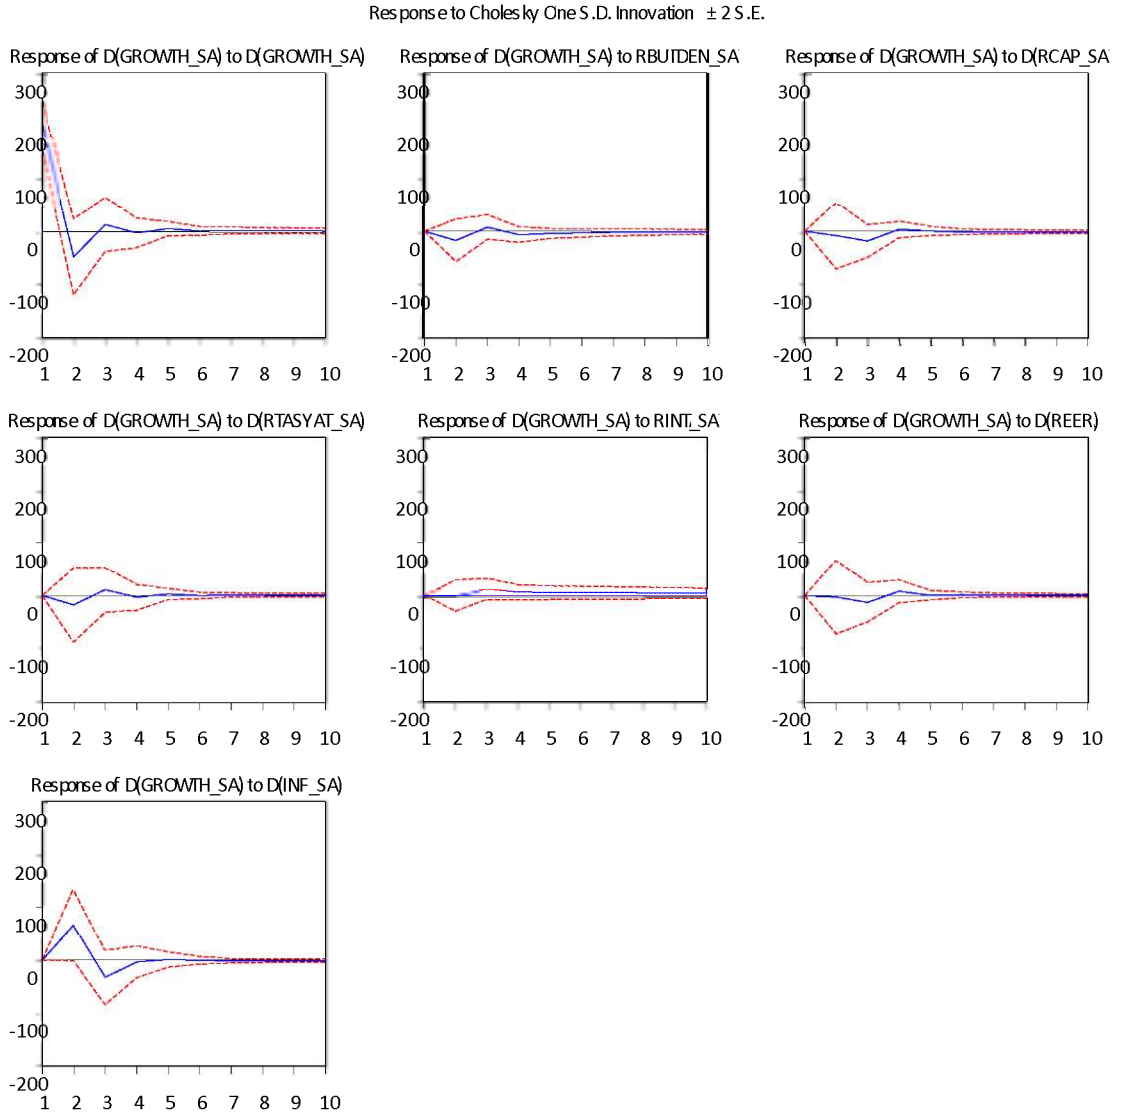 Response to Cholesky One S.D. Innovation ± 2 S.E.
Response of D(GROWTH_SA) to D(GROWTH_SA)
300
200
100
0
-100
-200
1 2 3 4 5 6 7 8 9 10
Response of D(GROWTH_SA) to RBUTDEN_SA
300
200
100
0
-100
-200
1 2 3 4 5 6 7 8 9 10
Response of D(GROWTH_SA) to D(RCAP_SA
300
200
100
0
-100
-200
1 2 3 4 5 6 7 8 9 10
Response of D(GROWTH_SA) to D(RTASYAT_SA)
300
200
100
0
-100
-200
1 2 3 4 5 6 7 8 9 10
Response of D(GROWTH_SA) to RINT_SA
300
200
100
0
-100
-200
1 2 3 4 5 6 7 8 9 10
Response of D(GROWTH_SA) to D(REER)
300
200
100
0
-100
-200
1 2 3 4 5 6 7 8 9 10
Response of D(GROWTH_SA) to D(INF_SA)
300
200
100
0
-100
-200
1 2 3 4 5 6 7 8 9 10